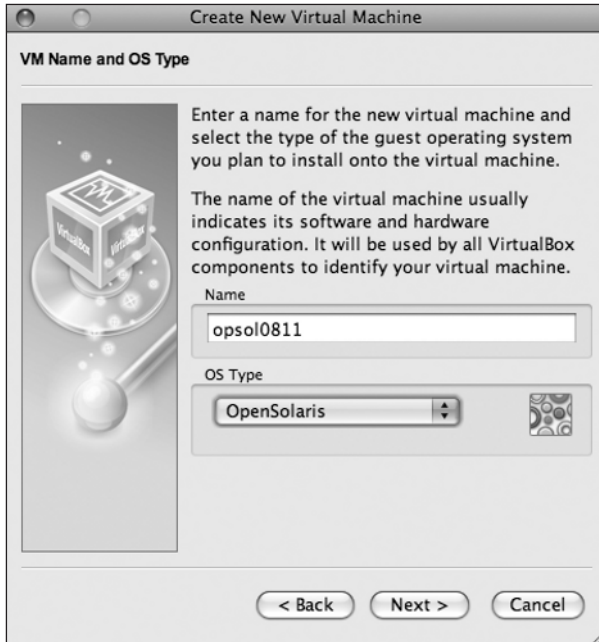 Create New Virtual Machine
VM Name and OS Type
Enter a name for the new virtual machine and
select the type of the guest operating system
you plan to install onto the virtual machine.
The name of the virtual machine usually
indicates its software and hardware
configuration. It will be used by all VirtualBox
components to identify your virtual machine.
VirtualBox
Name
opsol0811
OS Type
OpenSolaris
< Back
Next >
Cancel